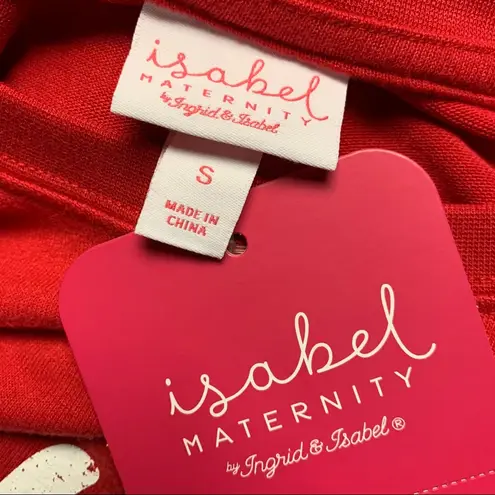 isabel
MATERNITY
by Ingrid & Isabel
S
MADE IN
CHINA
isabel
MATERNITY
by Ingrid & Isabel®